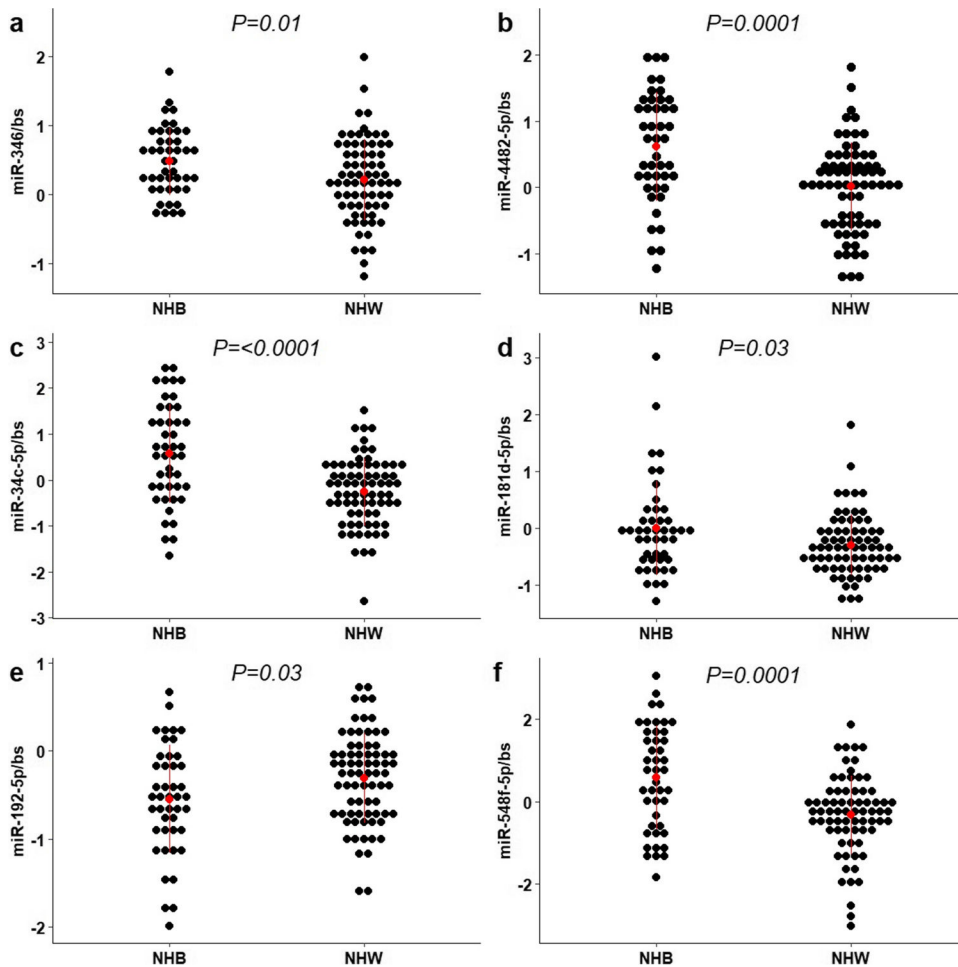 a
P=0.01
miR-346/bs
2
1
0
-1
NHB NHW
b
P=0.0001
miR-4482-5p/bs
2
1
0
-1
NHB NHW
c
P=<0.0001
miR-34c-5p/bs
3
2
1
0
-1
-2
-3
NHB NHW
d
P=0.03
miR-181d-5p/bs
3
2
1
0
-1
NHB NHW
e
P=0.03
miR-192-5p/bs
1
0
-1
-2
NHB NHW
f
P=0.0001
miR-548f-5p/bs
2
0
-2
NHB NHW